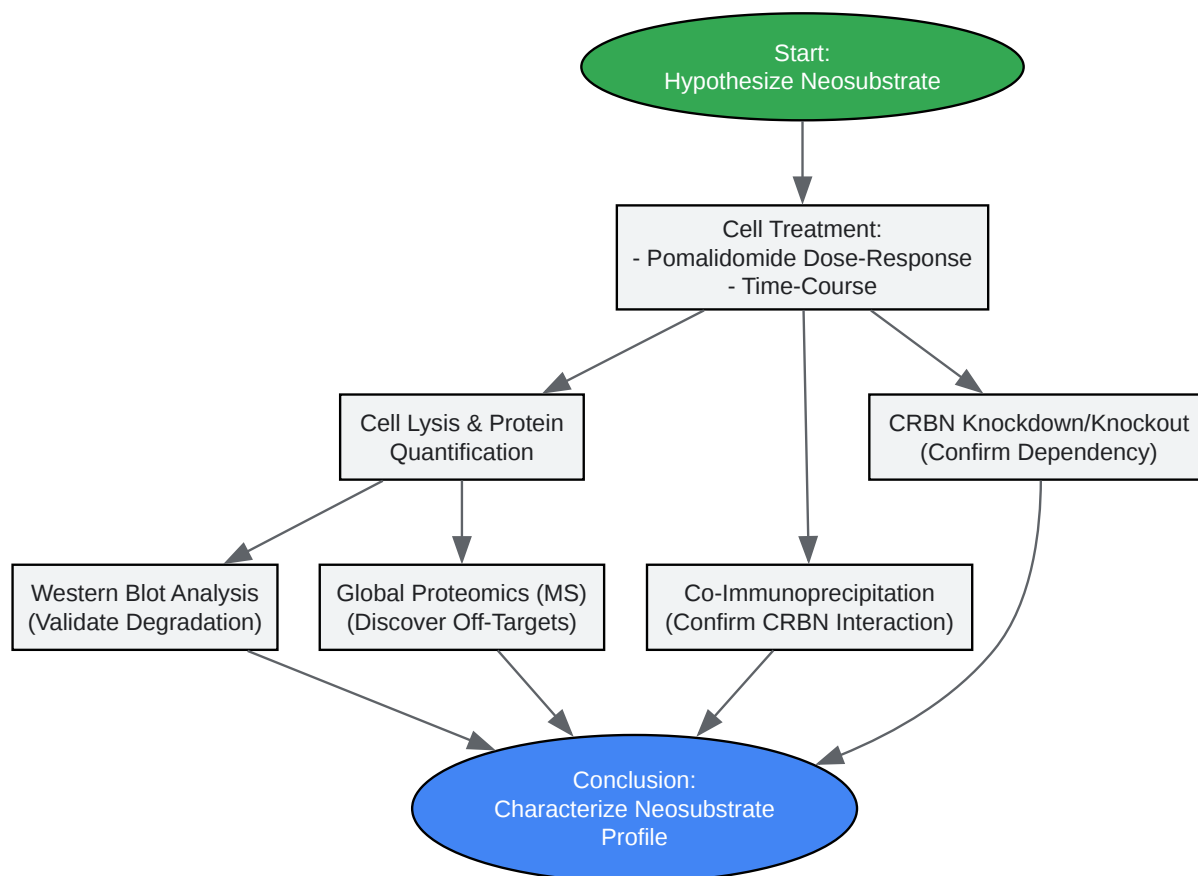 Start:
Hypothesize Neosubstrate
Cell Treatment:
- Pomalidomide Dose-Response
- Time-Course
Cell Lysis & Protein
Quantification
CRBN Knockdown/Knockout
(Confirm Dependency)
Western Blot Analysis
(Validate Degradation)
Global Proteomics (MS)
(Discover Off-Targets)
Co-Immunoprecipitation
(Confirm CRBN Interaction)
Conclusion:
Characterize Neosubstrate
Profile